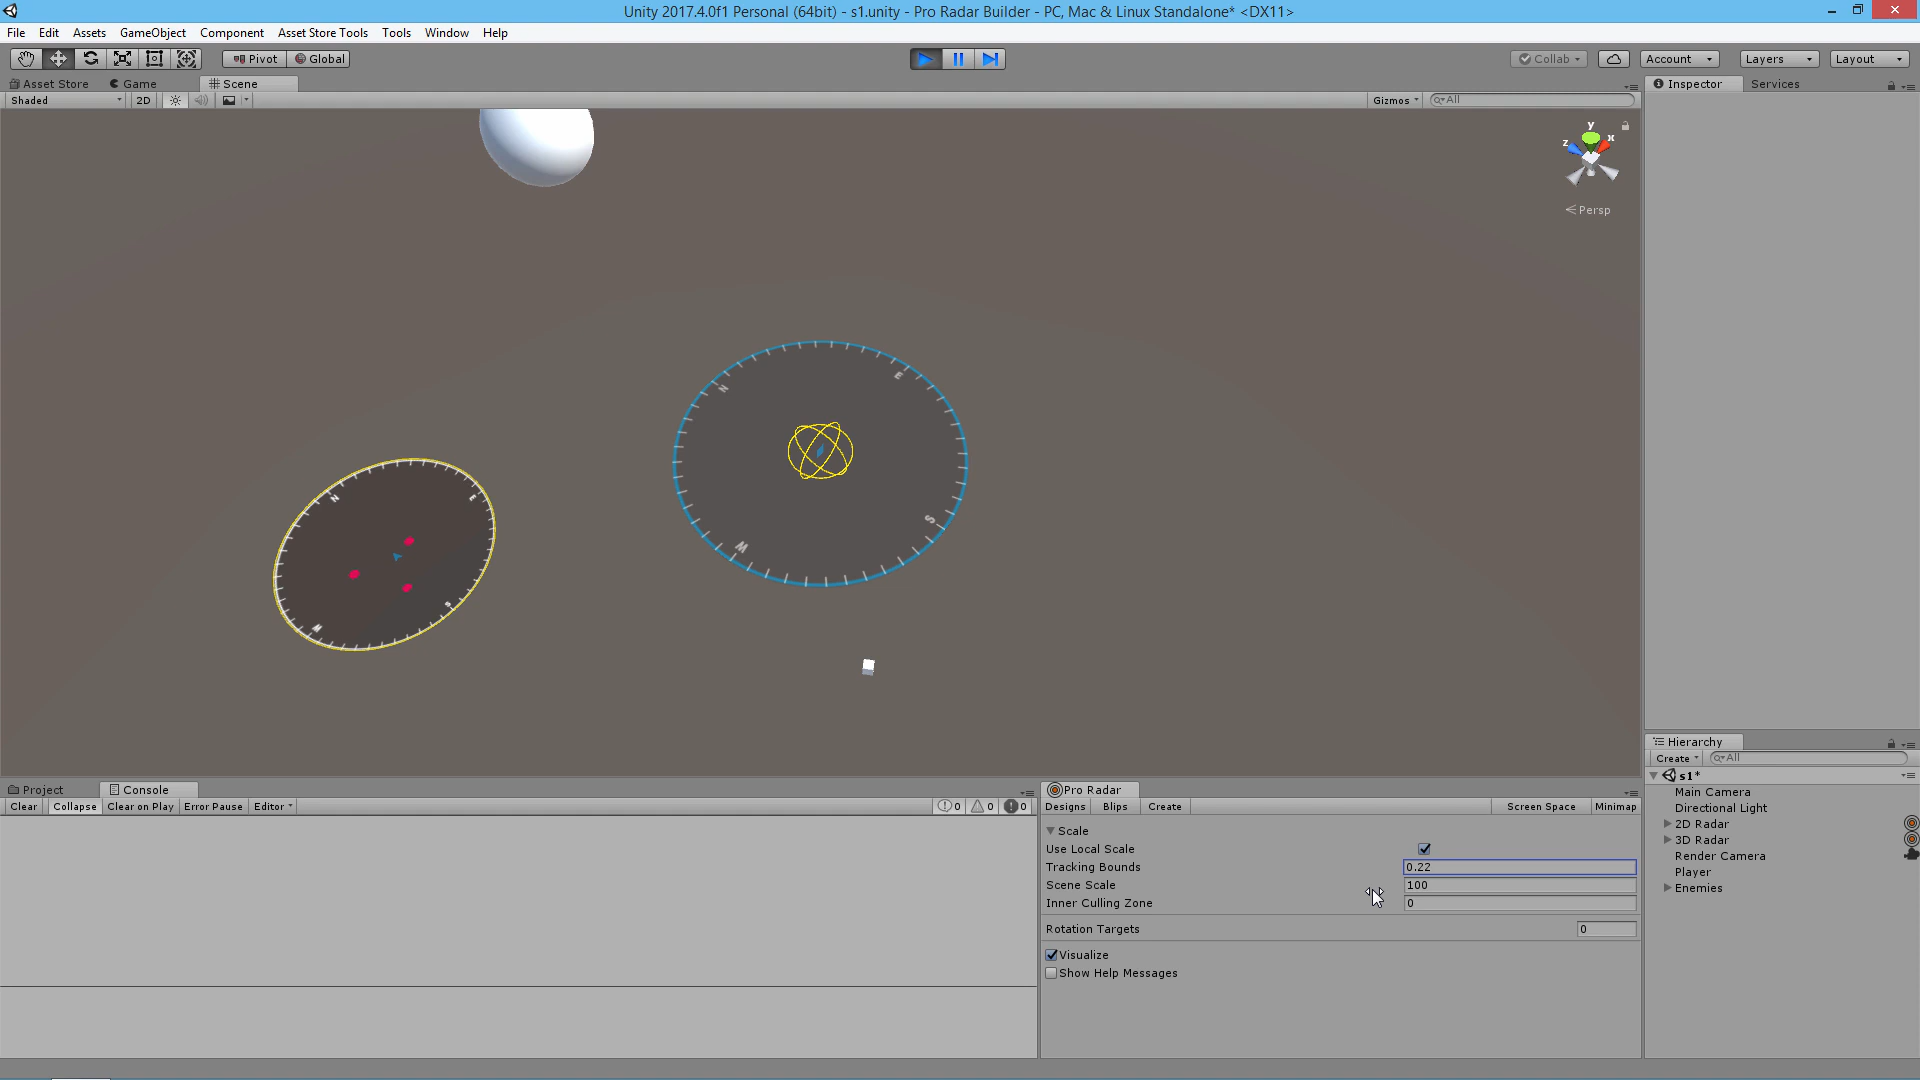 Unity 2017.4.0f1 Personal (64bit) - s1.unity - Pro Radar Builder - PC, Mac & Linux Standalone* <DX11>
File Edit Assets GameObject Component Asset Store Tools Tools Window Help
Pivot Global Collab Account Layers Layout
Asset Store Game Scene Inspector Services
Shaded 2D Gizmos All
y
z x
Persp
N E S W
N E S W
Project Console Pro Radar
Clear Collapse Clear on Play Error Pause Editor 0 0 0
Designs Blips Create Screen Space Minimap
Scale
Use Local Scale
Tracking Bounds 0.22
Scene Scale 100
Inner Culling Zone 0
Rotation Targets 0
Visualize
Show Help Messages
Hierarchy
Create All
s1*
Main Camera
Directional Light
2D Radar
3D Radar
Render Camera
Player
Enemies